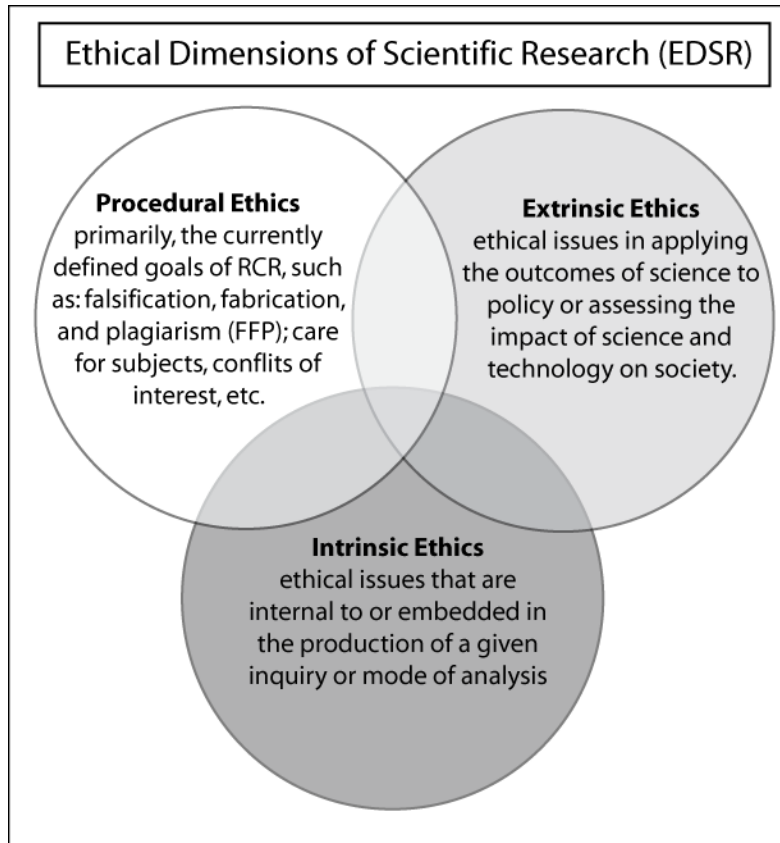 Ethical Dimensions of Scientific Research (EDSR)
Procedural Ethics
primarily, the currently
defined goals of RCR, such
as: falsification, fabrication,
and plagiarism (FFP); care
for subjects, conflicts of
interest, etc.
Extrinsic Ethics
ethical issues in applying
the outcomes of science to
policy or assessing the
impact of science and
technology on society.
Intrinsic Ethics
ethical issues that are
internal to or embedded in
the production of a given
inquiry or mode of analysis